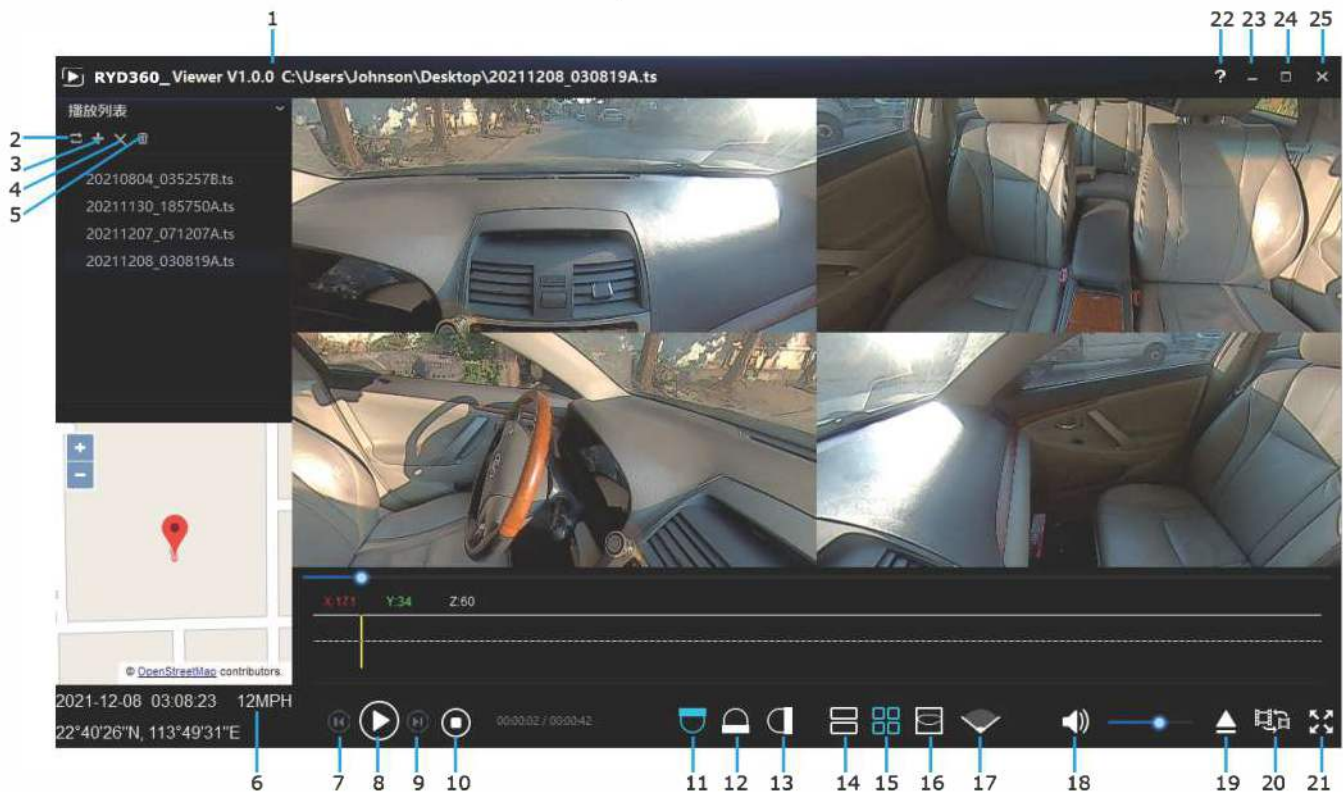 1
22 23 24 25
RYD360_Viewer V1.0.0 C:\Users\Johnson\Desktop\20211208_030819A.ts
播放列表
2
3
4
5
20210804_035257B.ts
20211130_185750A.ts
20211207_071207A.ts
20211208_030819A.ts
© OpenStreetMap contributors.
X:171 Y:34 Z:60
2021-12-08 03:08:23 12MPH
22°40'26"N, 113°49'31"E
00:00:02 / 00:00:42
6 7 8 9 10 11 12 13 14 15 16 17 18 19 20 21